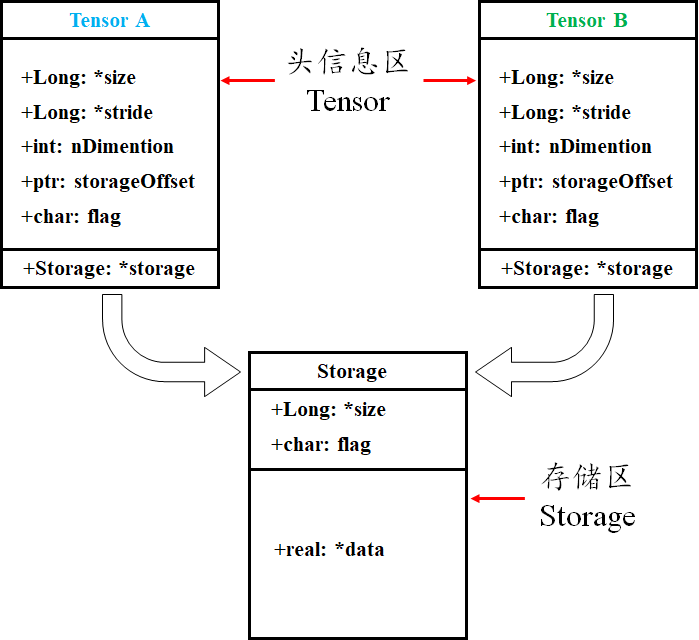 Tensor A
+Long: *size
+Long: *stride
+int: nDimention
+ptr: storageOffset
+char: flag
+Storage: *storage
头信息区
Tensor
Tensor B
+Long: *size
+Long: *stride
+int: nDimention
+ptr: storageOffset
+char: flag
+Storage: *storage
Storage
+Long: *size
+char: flag
+real: *data
存储区
Storage